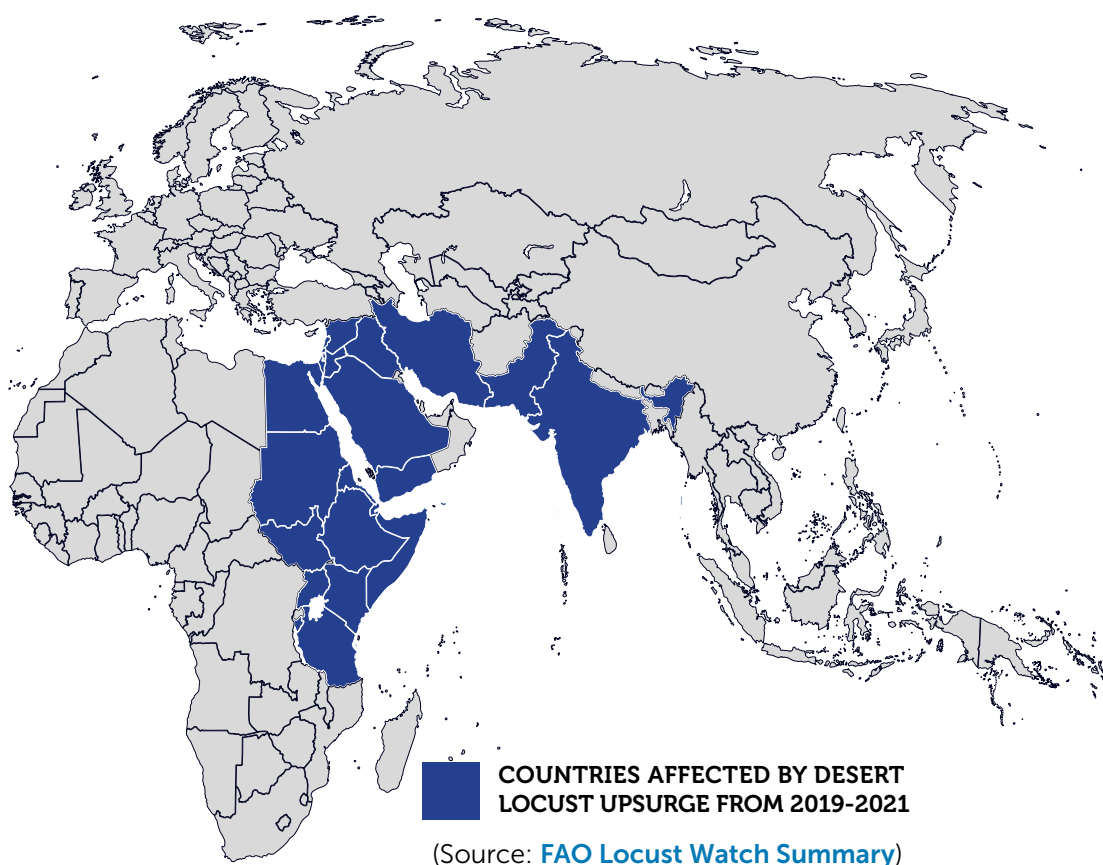 COUNTRIES AFFECTED BY DESERT
LOCUST UPSURGE FROM 2019-2021
(Source: FAO Locust Watch Summary)